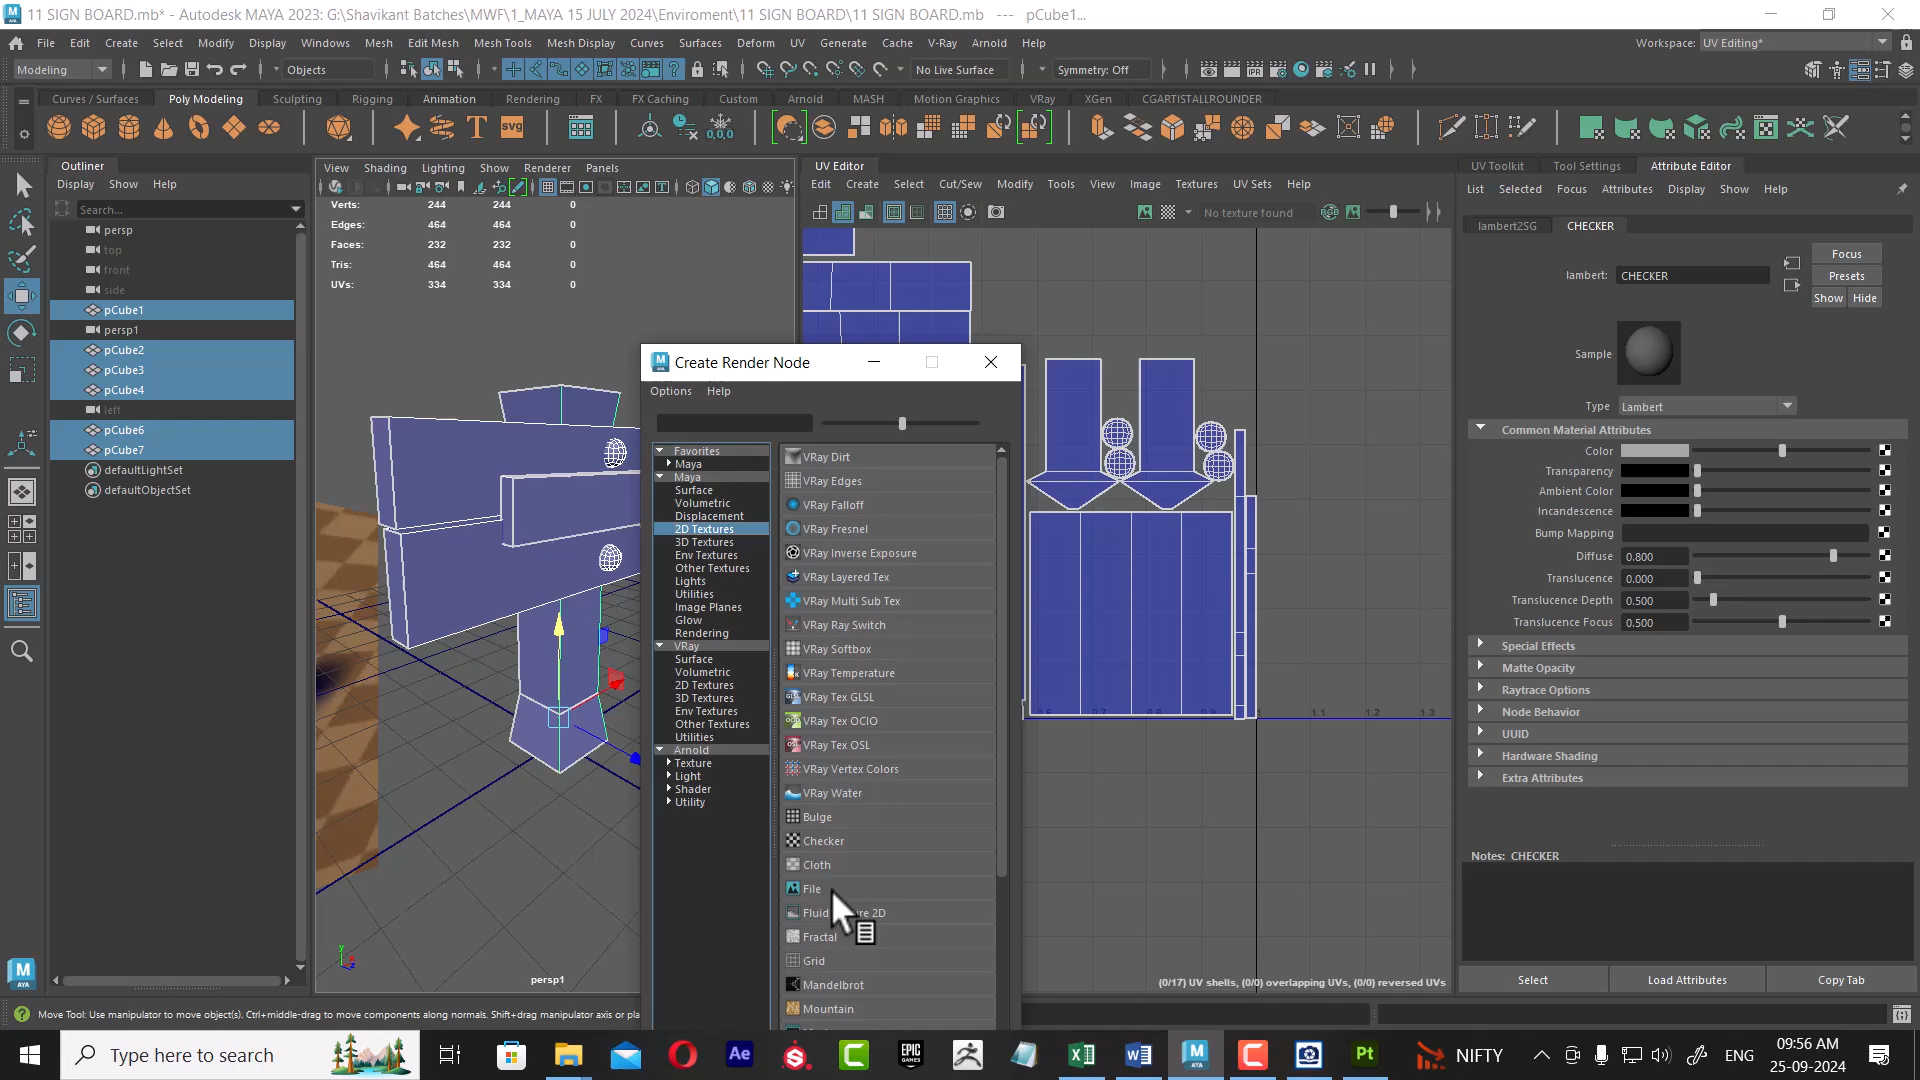 11 SIGN BOARD.mb* - Autodesk MAYA 2023: G:\Shavikant Batches\MWF\1_MAYA 15 JULY 2024\Enviroment\11 SIGN BOARD\11 SIGN BOARD.mb --- pCube1...
File Edit Create Select Modify Display Windows Mesh Edit Mesh Mesh Tools Mesh Display Curves Surfaces Deform UV Generate Cache V-Ray Arnold Help
Workspace: UV Editing*
Modeling Objects No Live Surface Symmetry: Off
Curves / Surfaces Poly Modeling Sculpting Rigging Animation Rendering FX FX Caching Custom Arnold MASH Motion Graphics VRay XGen CGARTISTALLROUNDER
Outliner
Display Show Help
Search...
persp
top
front
side
pCube1
persp1
pCube2
pCube3
pCube4
left
pCube6
pCube7
defaultLightSet
defaultObjectSet
View Shading Lighting Show Renderer Panels
Verts: 244 244 0
Edges: 464 464 0
Faces: 232 232 0
Tris: 464 464 0
UVs: 334 334 0
persp1
UV Editor
Edit Create Select Cut/Sew Modify Tools View Image Textures UV Sets Help
No texture found
0.6 0.7 0.8 0.9 1 1.1 1.2 1.3
(0/17) UV shells, (0/0) overlapping UVs, (0/0) reversed UVs
Create Render Node
Options Help
Favorites
Maya
Maya
Surface
Volumetric
Displacement
2D Textures
3D Textures
Env Textures
Other Textures
Lights
Utilities
Image Planes
Glow
Rendering
VRay
Surface
Volumetric
2D Textures
3D Textures
Env Textures
Other Textures
Utilities
Arnold
Texture
Light
Shader
Utility
VRay Dirt
VRay Edges
VRay Falloff
VRay Fresnel
VRay Inverse Exposure
VRay Layered Tex
VRay Multi Sub Tex
VRay Ray Switch
VRay Softbox
VRay Temperature
VRay Tex GLSL
VRay Tex OCIO
VRay Tex OSL
VRay Vertex Colors
VRay Water
Bulge
Checker
Cloth
File
Fluid 2D
Fractal
Grid
Mandelbrot
Mountain
UV Toolkit Tool Settings Attribute Editor
List Selected Focus Attributes Display Show Help
lambert2SG CHECKER
lambert: CHECKER
Focus
Presets
Show Hide
Sample
Type Lambert
Common Material Attributes
Color
Transparency
Ambient Color
Incandescence
Bump Mapping
Diffuse 0.800
Translucence 0.000
Translucence Depth 0.500
Translucence Focus 0.500
Special Effects
Matte Opacity
Raytrace Options
Node Behavior
UUID
Hardware Shading
Extra Attributes
Notes: CHECKER
Select Load Attributes Copy Tab
Move Tool: Use manipulator to move object(s). Ctrl+middle-drag to move components along normals. Shift+drag manipulator axis or pla
Type here to search
NIFTY
ENG
09:56 AM
25-09-2024